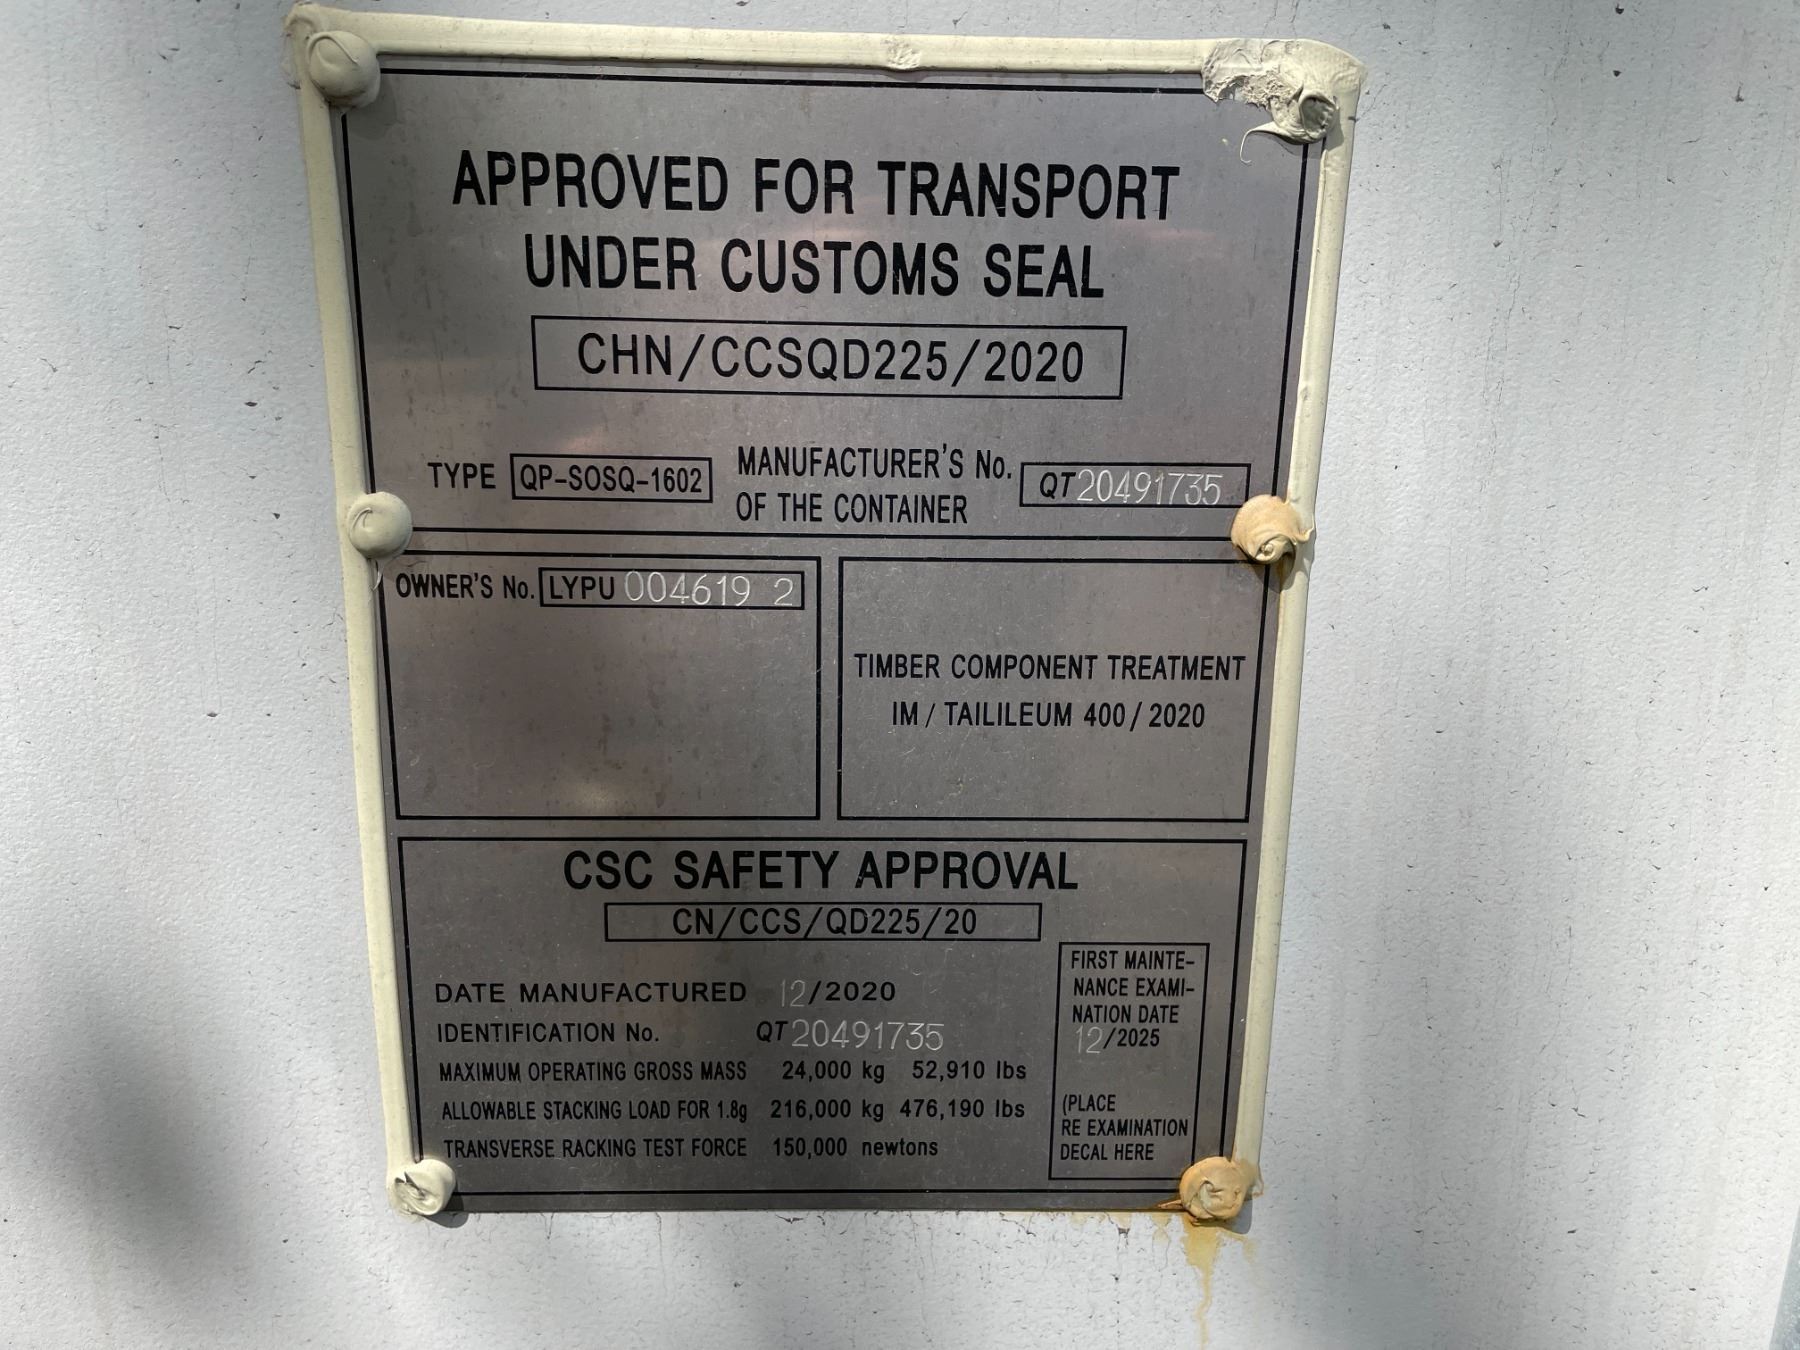 APPROVED FOR TRANSPORT
UNDER CUSTOMS SEAL
CHN/CCSQD225/2020
TYPE QP-SOSQ-1602 MANUFACTURER'S No. OF THE CONTAINER QT20491735
OWNER'S No. LYPU 004619 2
TIMBER COMPONENT TREATMENT
IM / TAILILEUM 400 / 2020
CSC SAFETY APPROVAL
CN/CCS/QD225/20
DATE MANUFACTURED 12/2020
IDENTIFICATION No. QT20491735
MAXIMUM OPERATING GROSS MASS 24,000 kg 52,910 lbs
ALLOWABLE STACKING LOAD FOR 1.8g 216,000 kg 476,190 lbs
TRANSVERSE RACKING TEST FORCE 150,000 newtons
FIRST MAINTE-
NANCE EXAMI-
NATION DATE
12/2025
(PLACE
RE EXAMINATION
DECAL HERE